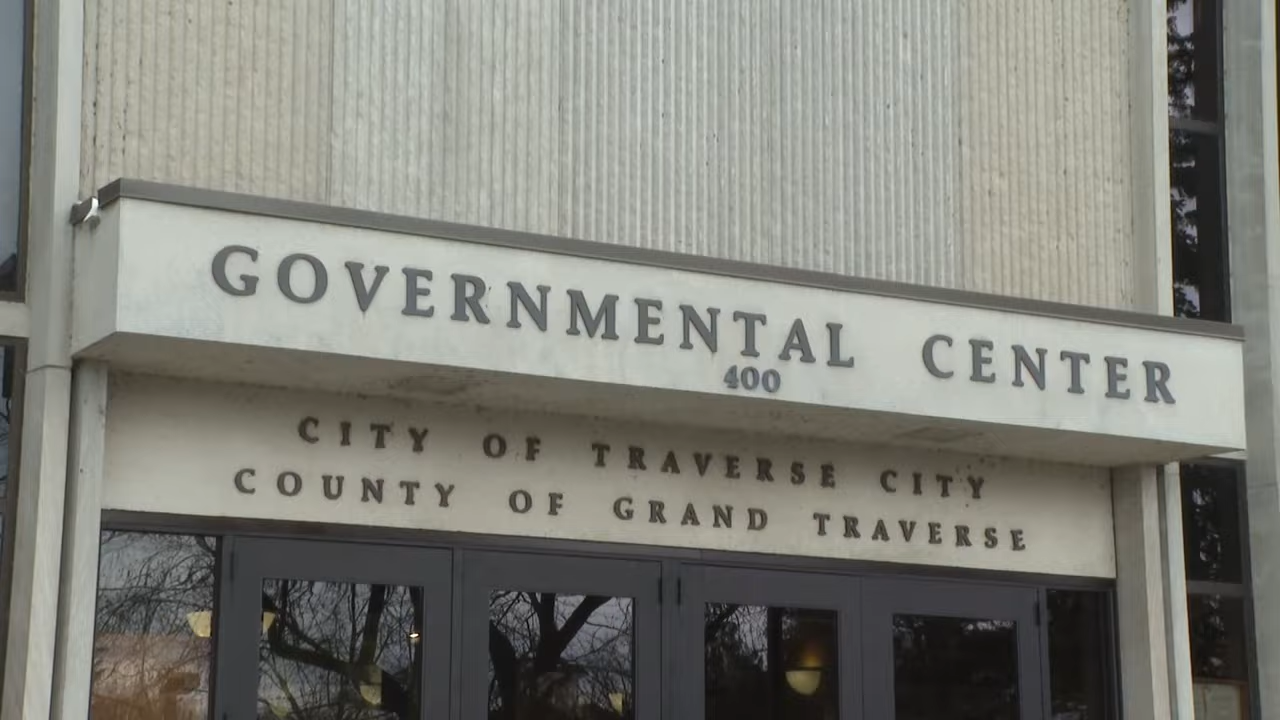 GOVERNMENTAL CENTER
400
CITY OF TRAVERSE CITY
COUNTY OF GRAND TRAVERSE